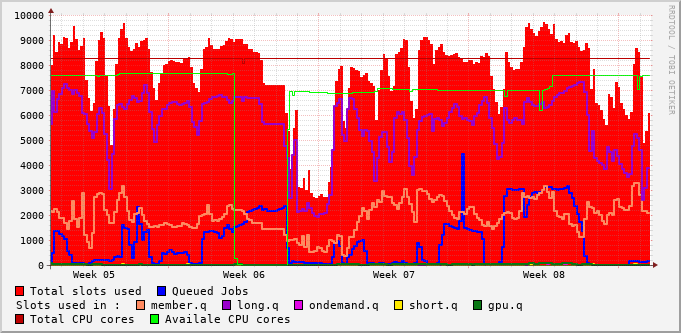 10000
9000
8000
7000
6000
5000
4000
3000
2000
1000
0
Week 05 Week 06 Week 07 Week 08
RRDTOOL / TOBI OETIKER
Total slots used Queued Jobs
Slots used in : member.q long.q ondemand.q short.q gpu.q
Total CPU cores Availale CPU cores